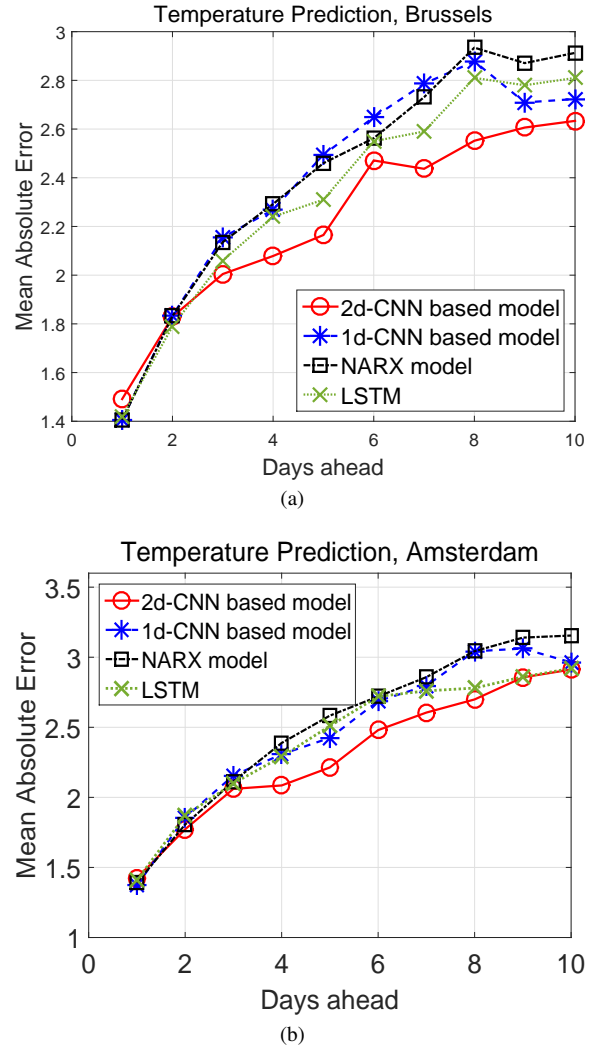 Temperature Prediction, Brussels
Mean Absolute Error
3
2.8
2.6
2.4
2.2
2
1.8
1.6
1.4
2d-CNN based model
1d-CNN based model
NARX model
LSTM
0 2 4 6 8 10
Days ahead
(a)
Temperature Prediction, Amsterdam
Mean Absolute Error
3.5
3
2.5
2
1.5
1
2d-CNN based model
1d-CNN based model
NARX model
LSTM
0 2 4 6 8 10
Days ahead
(b)